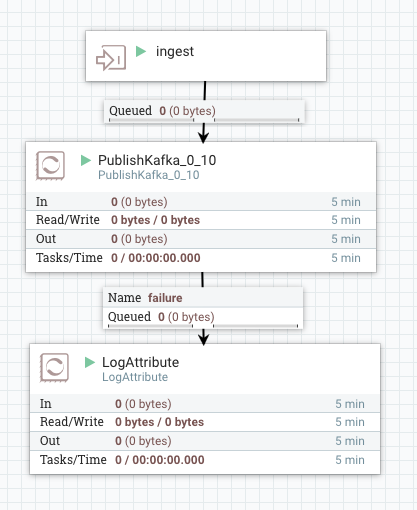 ingest
Queued 0 (0 bytes)
PublishKafka_0_10
PublishKafka_0_10
In 0 (0 bytes) 5 min
Read/Write 0 bytes / 0 bytes 5 min
Out 0 (0 bytes) 5 min
Tasks/Time 0 / 00:00:00.000 5 min
Name failure
Queued 0 (0 bytes)
LogAttribute
LogAttribute
In 0 (0 bytes) 5 min
Read/Write 0 bytes / 0 bytes 5 min
Out 0 (0 bytes) 5 min
Tasks/Time 0 / 00:00:00.000 5 min